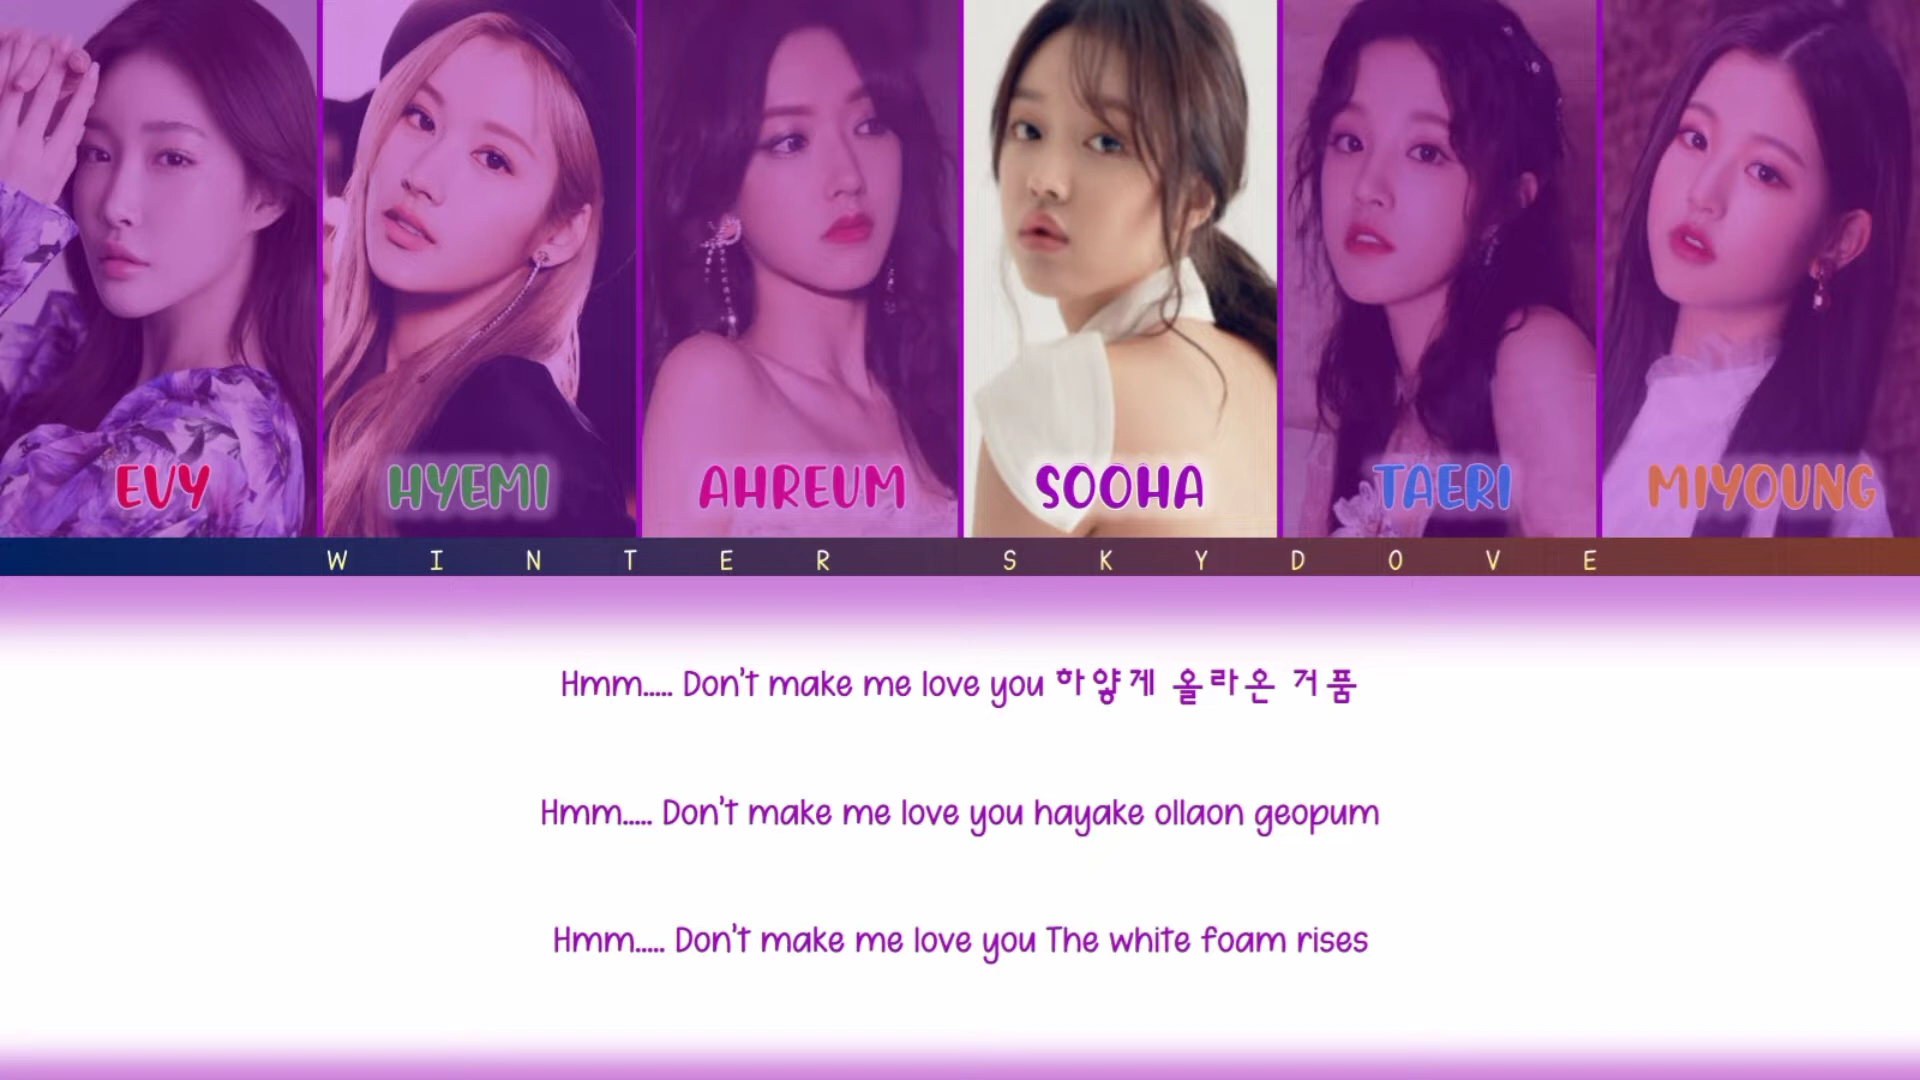 EVY
HYEMI
AHREUM
SOOHA
TAERI
MIYOUNG
WINTER SKYDOVE
Hmm..... Don't make me love you 하얗게 올라온 거품
Hmm..... Don't make me love you hayake ollaon geopum
Hmm..... Don't make me love you The white foam rises